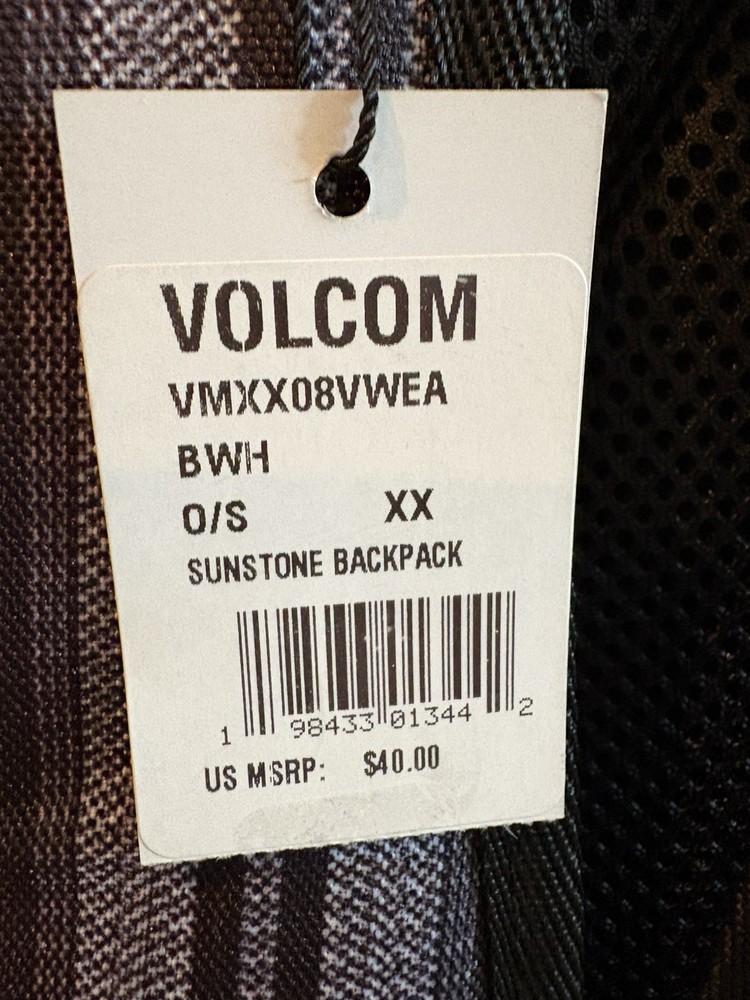 VOLCOM
VMXX08VWEA
BWH
O/S XX
SUNSTONE BACKPACK
1 98433 01344 2
US MSRP: $40.00